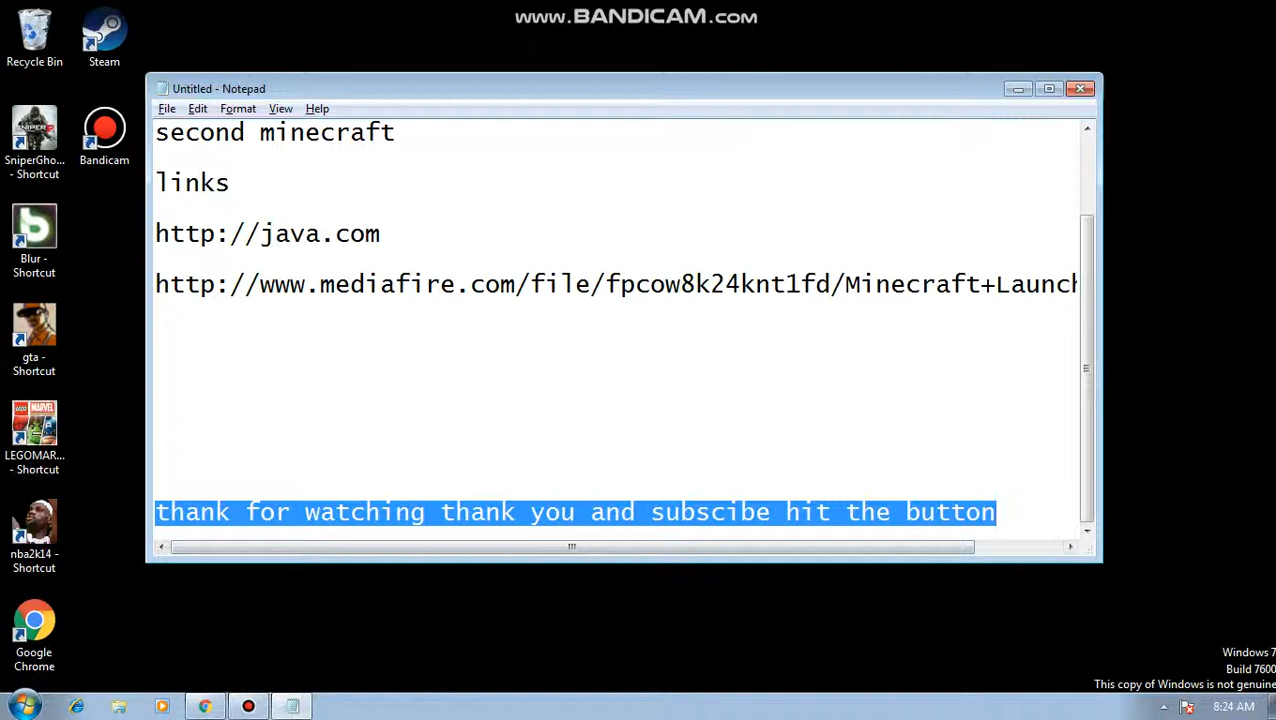 www.BANDICAM.com
Recycle Bin
Steam
SniperGho...
- Shortcut
Bandicam
Blur -
Shortcut
gta -
Shortcut
LEGOMAR...
- Shortcut
nba2k14 -
Shortcut
Google
Chrome
Untitled - Notepad
File Edit Format View Help
second minecraft
links
http://java.com
http://www.mediafire.com/file/fpcow8k24knt1fd/Minecraft+Launch
thank for watching thank you and subscibe hit the button
Windows 7
Build 7600
This copy of Windows is not genuine
8:24 AM